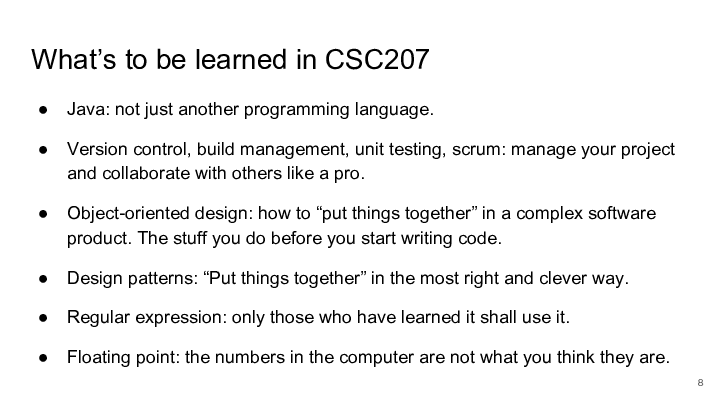 What’s to be learned in CSC207
● Java: not just another programming language.
● Version control, build management, unit testing, scrum: manage your project
and collaborate with others like a pro.
● Object-oriented design: how to “put things together” in a complex software
product. The stuff you do before you start writing code.
● Design patterns: “Put things together” in the most right and clever way.
● Regular expression: only those who have learned it shall use it.
● Floating point: the numbers in the computer are not what you think they are.
8